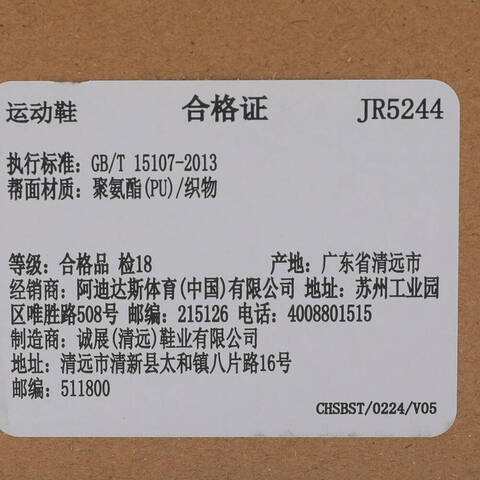 运动鞋 合格证 JR5244
执行标准: GB/T 15107-2013
帮面材质: 聚氨酯(PU)/织物
等级: 合格品 检18 产地: 广东省清远市
经销商: 阿迪达斯体育(中国)有限公司 地址: 苏州工业园
区唯胜路508号 邮编: 215126 电话: 4008801515
制造商: 诚展(清远)鞋业有限公司
地址: 清远市清新县太和镇八片路16号
邮编: 511800
CHSBST/0224/V05